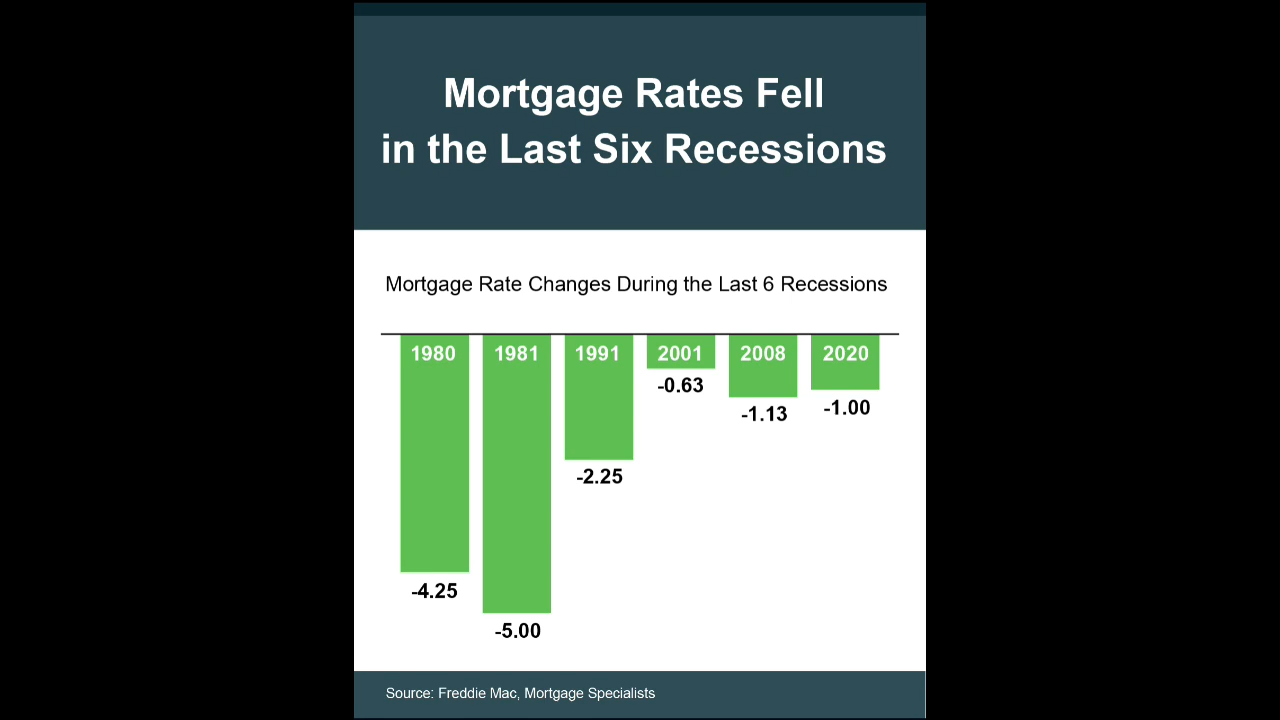 Mortgage Rates Fell
in the Last Six Recessions
Mortgage Rate Changes During the Last 6 Recessions
1980 1981 1991 2001 2008 2020
-0.63
-1.00
-1.13
-2.25
-4.25
-5.00
Source: Freddie Mac, Mortgage Specialists